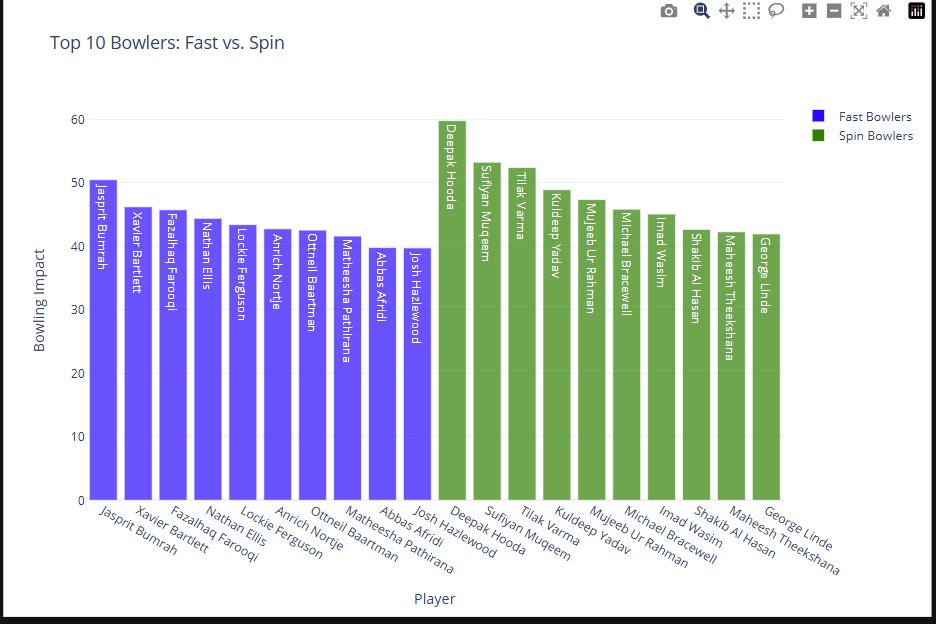 Top 10 Bowlers: Fast vs. Spin
Fast Bowlers
Spin Bowlers
Bowling Impact
60
50
40
30
20
10
0
Jasprit Bumrah
Xavier Bartlett
Fazalhaq Farooqi
Nathan Ellis
Lockie Ferguson
Anrich Nortje
Ottneil Baartman
Matheesha Pathirana
Abbas Afridi
Josh Hazlewood
Deepak Hooda
Sufiyan Muqeem
Tilak Varma
Kuldeep Yadav
Mujeeb Ur Rahman
Michael Bracewell
Imad Wasim
Shakib Al Hasan
Maheesh Theekshana
George Linde
Jasprit Bumrah
Xavier Bartlett
Fazalhaq Farooqi
Nathan Ellis
Lockie Ferguson
Anrich Nortje
Ottneil Baartman
Matheesha Pathirana
Abbas Afridi
Josh Hazlewood
Deepak Hooda
Sufiyan Muqeem
Tilak Varma
Kuldeep Yadav
Mujeeb Ur Rahman
Michael Bracewell
Imad Wasim
Shakib Al Hasan
Maheesh Theekshana
George Linde
Player